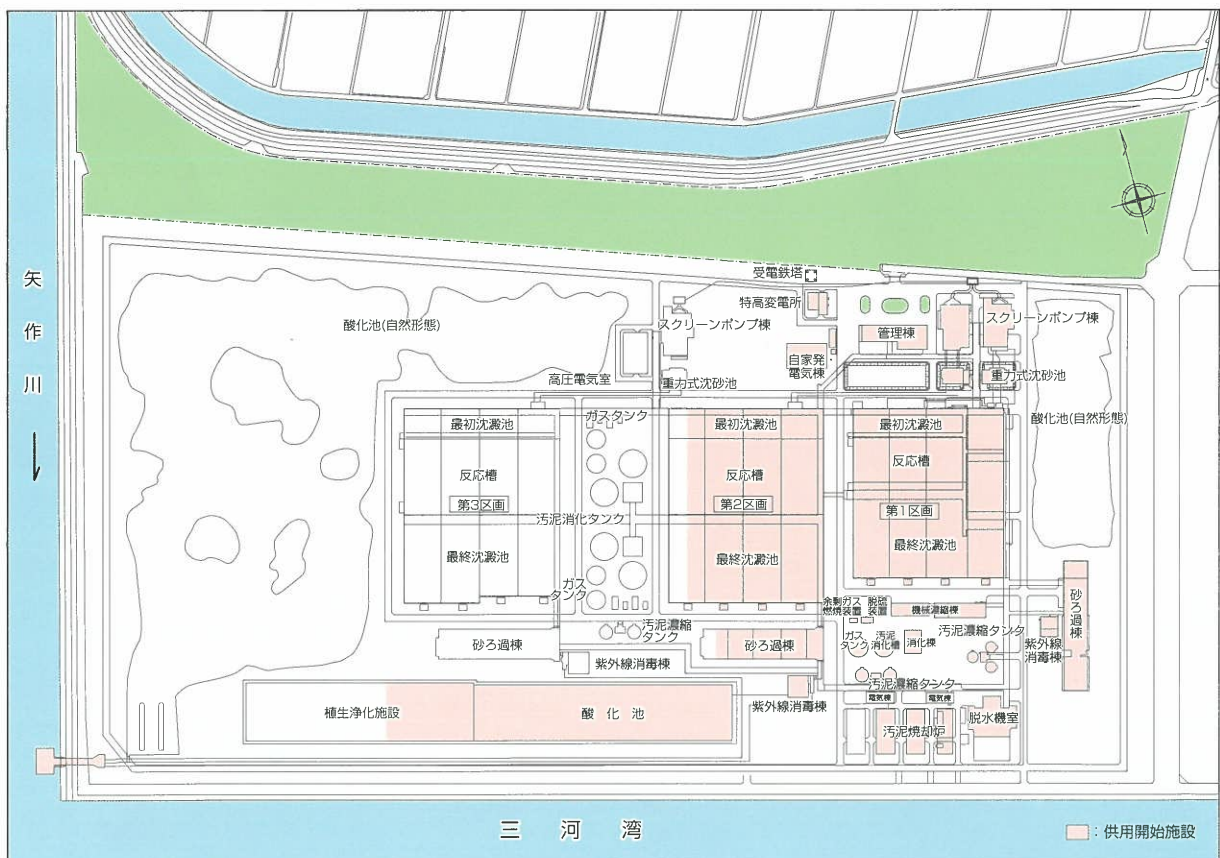 受電鉄塔
特高変電所
スクリーンポンプ棟
スクリーンポンプ棟
管理棟
酸化池(自然形態)
自家発
電気棟
高圧電気室
重力式沈砂池
重力式沈砂池
矢作川
ガスタンク
酸化池(自然形態)
最初沈澱池
最初沈澱池
最初沈澱池
反応槽
反応槽
反応槽
第3区画
第2区画
第1区画
汚泥消化タンク
最終沈澱池
最終沈澱池
最終沈澱池
ガス
タンク
余剰ガス
燃焼装置
脱硫
装置
機械濃縮棟
砂ろ過棟
汚泥濃縮
タンク
ガス
タンク
汚泥
消化槽
消化棟
汚泥濃縮タンク
紫外線
消毒棟
砂ろ過棟
砂ろ過棟
紫外線消毒棟
汚泥濃縮タンク
電気棟
電気棟
紫外線消毒棟
植生浄化施設
酸化池
汚泥焼却炉
脱水機室
三河湾
:供用開始施設